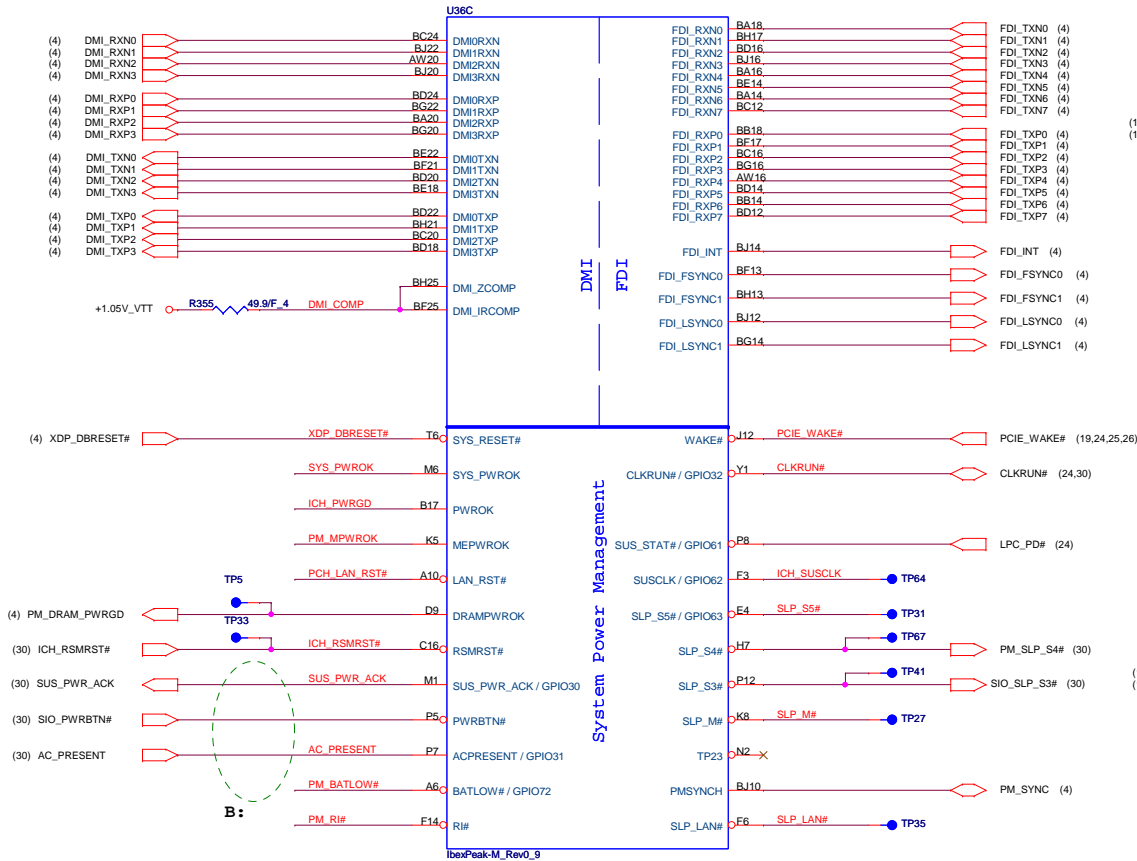 U36C
(4) DMI_RXN0 BC24 DMI0RXN
(4) DMI_RXN1 BJ22 DMI1RXN
(4) DMI_RXN2 AW20 DMI2RXN
(4) DMI_RXN3 BJ20 DMI3RXN
(4) DMI_RXP0 BD24 DMI0RXP
(4) DMI_RXP1 BG22 DMI1RXP
(4) DMI_RXP2 BA20 DMI2RXP
(4) DMI_RXP3 BG20 DMI3RXP
(4) DMI_TXN0 BE22 DMI0TXN
(4) DMI_TXN1 BF21 DMI1TXN
(4) DMI_TXN2 BD20 DMI2TXN
(4) DMI_TXN3 BE18 DMI3TXN
(4) DMI_TXP0 BD22 DMI0TXP
(4) DMI_TXP1 BH21 DMI1TXP
(4) DMI_TXP2 BC20 DMI2TXP
(4) DMI_TXP3 BD18 DMI3TXP
BH25 DMI_ZCOMP
+1.05V_VTT R355 49.9/F_4 DMI_COMP BF25 DMI_IRCOMP
DMI
FDI
FDI_RXN0 BA18 FDI_TXN0 (4)
FDI_RXN1 BH17 FDI_TXN1 (4)
FDI_RXN2 BD16 FDI_TXN2 (4)
FDI_RXN3 BJ16 FDI_TXN3 (4)
FDI_RXN4 BA16 FDI_TXN4 (4)
FDI_RXN5 BE14 FDI_TXN5 (4)
FDI_RXN6 BA14 FDI_TXN6 (4)
FDI_RXN7 BC12 FDI_TXN7 (4)
(1
FDI_RXP0 BB18 FDI_TXP0 (4)
(1
FDI_RXP1 BF17 FDI_TXP1 (4)
FDI_RXP2 BC16 FDI_TXP2 (4)
FDI_RXP3 BG16 FDI_TXP3 (4)
FDI_RXP4 AW16 FDI_TXP4 (4)
FDI_RXP5 BD14 FDI_TXP5 (4)
FDI_RXP6 BB14 FDI_TXP6 (4)
FDI_RXP7 BD12 FDI_TXP7 (4)
FDI_INT BJ14 FDI_INT (4)
FDI_FSYNC0 BF13 FDI_FSYNC0 (4)
FDI_FSYNC1 BH13 FDI_FSYNC1 (4)
FDI_LSYNC0 BJ12 FDI_LSYNC0 (4)
FDI_LSYNC1 BG14 FDI_LSYNC1 (4)
(4) XDP_DBRESET# XDP_DBRESET# T6 SYS_RESET#
SYS_PWROK M6 SYS_PWROK
ICH_PWRGD B17 PWROK
PM_MPWROK K5 MEPWROK
PCH_LAN_RST# A10 LAN_RST#
TP5
(4) PM_DRAM_PWRGD D9 DRAMPWROK
TP33
(30) ICH_RSMRST# ICH_RSMRST# C16 RSMRST#
(30) SUS_PWR_ACK SUS_PWR_ACK M1 SUS_PWR_ACK / GPIO30
(30) SIO_PWRBTN# P5 PWRBTN#
(30) AC_PRESENT AC_PRESENT P7 ACPRESENT / GPIO31
PM_BATLOW# A6 BATLOW# / GPIO72
B:
PM_RI# F14 RI#
System Power Management
WAKE# J12 PCIE_WAKE# PCIE_WAKE# (19,24,25,26)
CLKRUN# / GPIO32 Y1 CLKRUN# CLKRUN# (24,30)
SUS_STAT# / GPIO61 P8 LPC_PD# (24)
SUSCLK / GPIO62 F3 ICH_SUSCLK TP64
SLP_S5# / GPIO63 E4 SLP_S5# TP31
TP67
SLP_S4# H7 PM_SLP_S4# (30)
TP41
(
SLP_S3# P12 SIO_SLP_S3# (30)
(
SLP_M# K8 SLP_M# TP27
TP23 N2
PMSYNCH BJ10 PM_SYNC (4)
SLP_LAN# F6 SLP_LAN# TP35
IbexPeak-M_Rev0_9